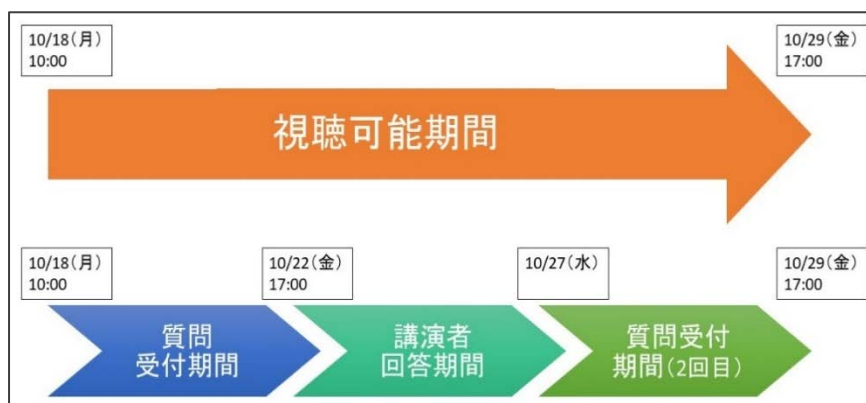 10/18(月)
10:00
10/29(金)
17:00
視聴可能期間
10/18(月)
10:00
10/22(金)
17:00
10/27(水)
10/29(金)
17:00
質問
受付期間
講演者
回答期間
質問受付
期間(2回目)